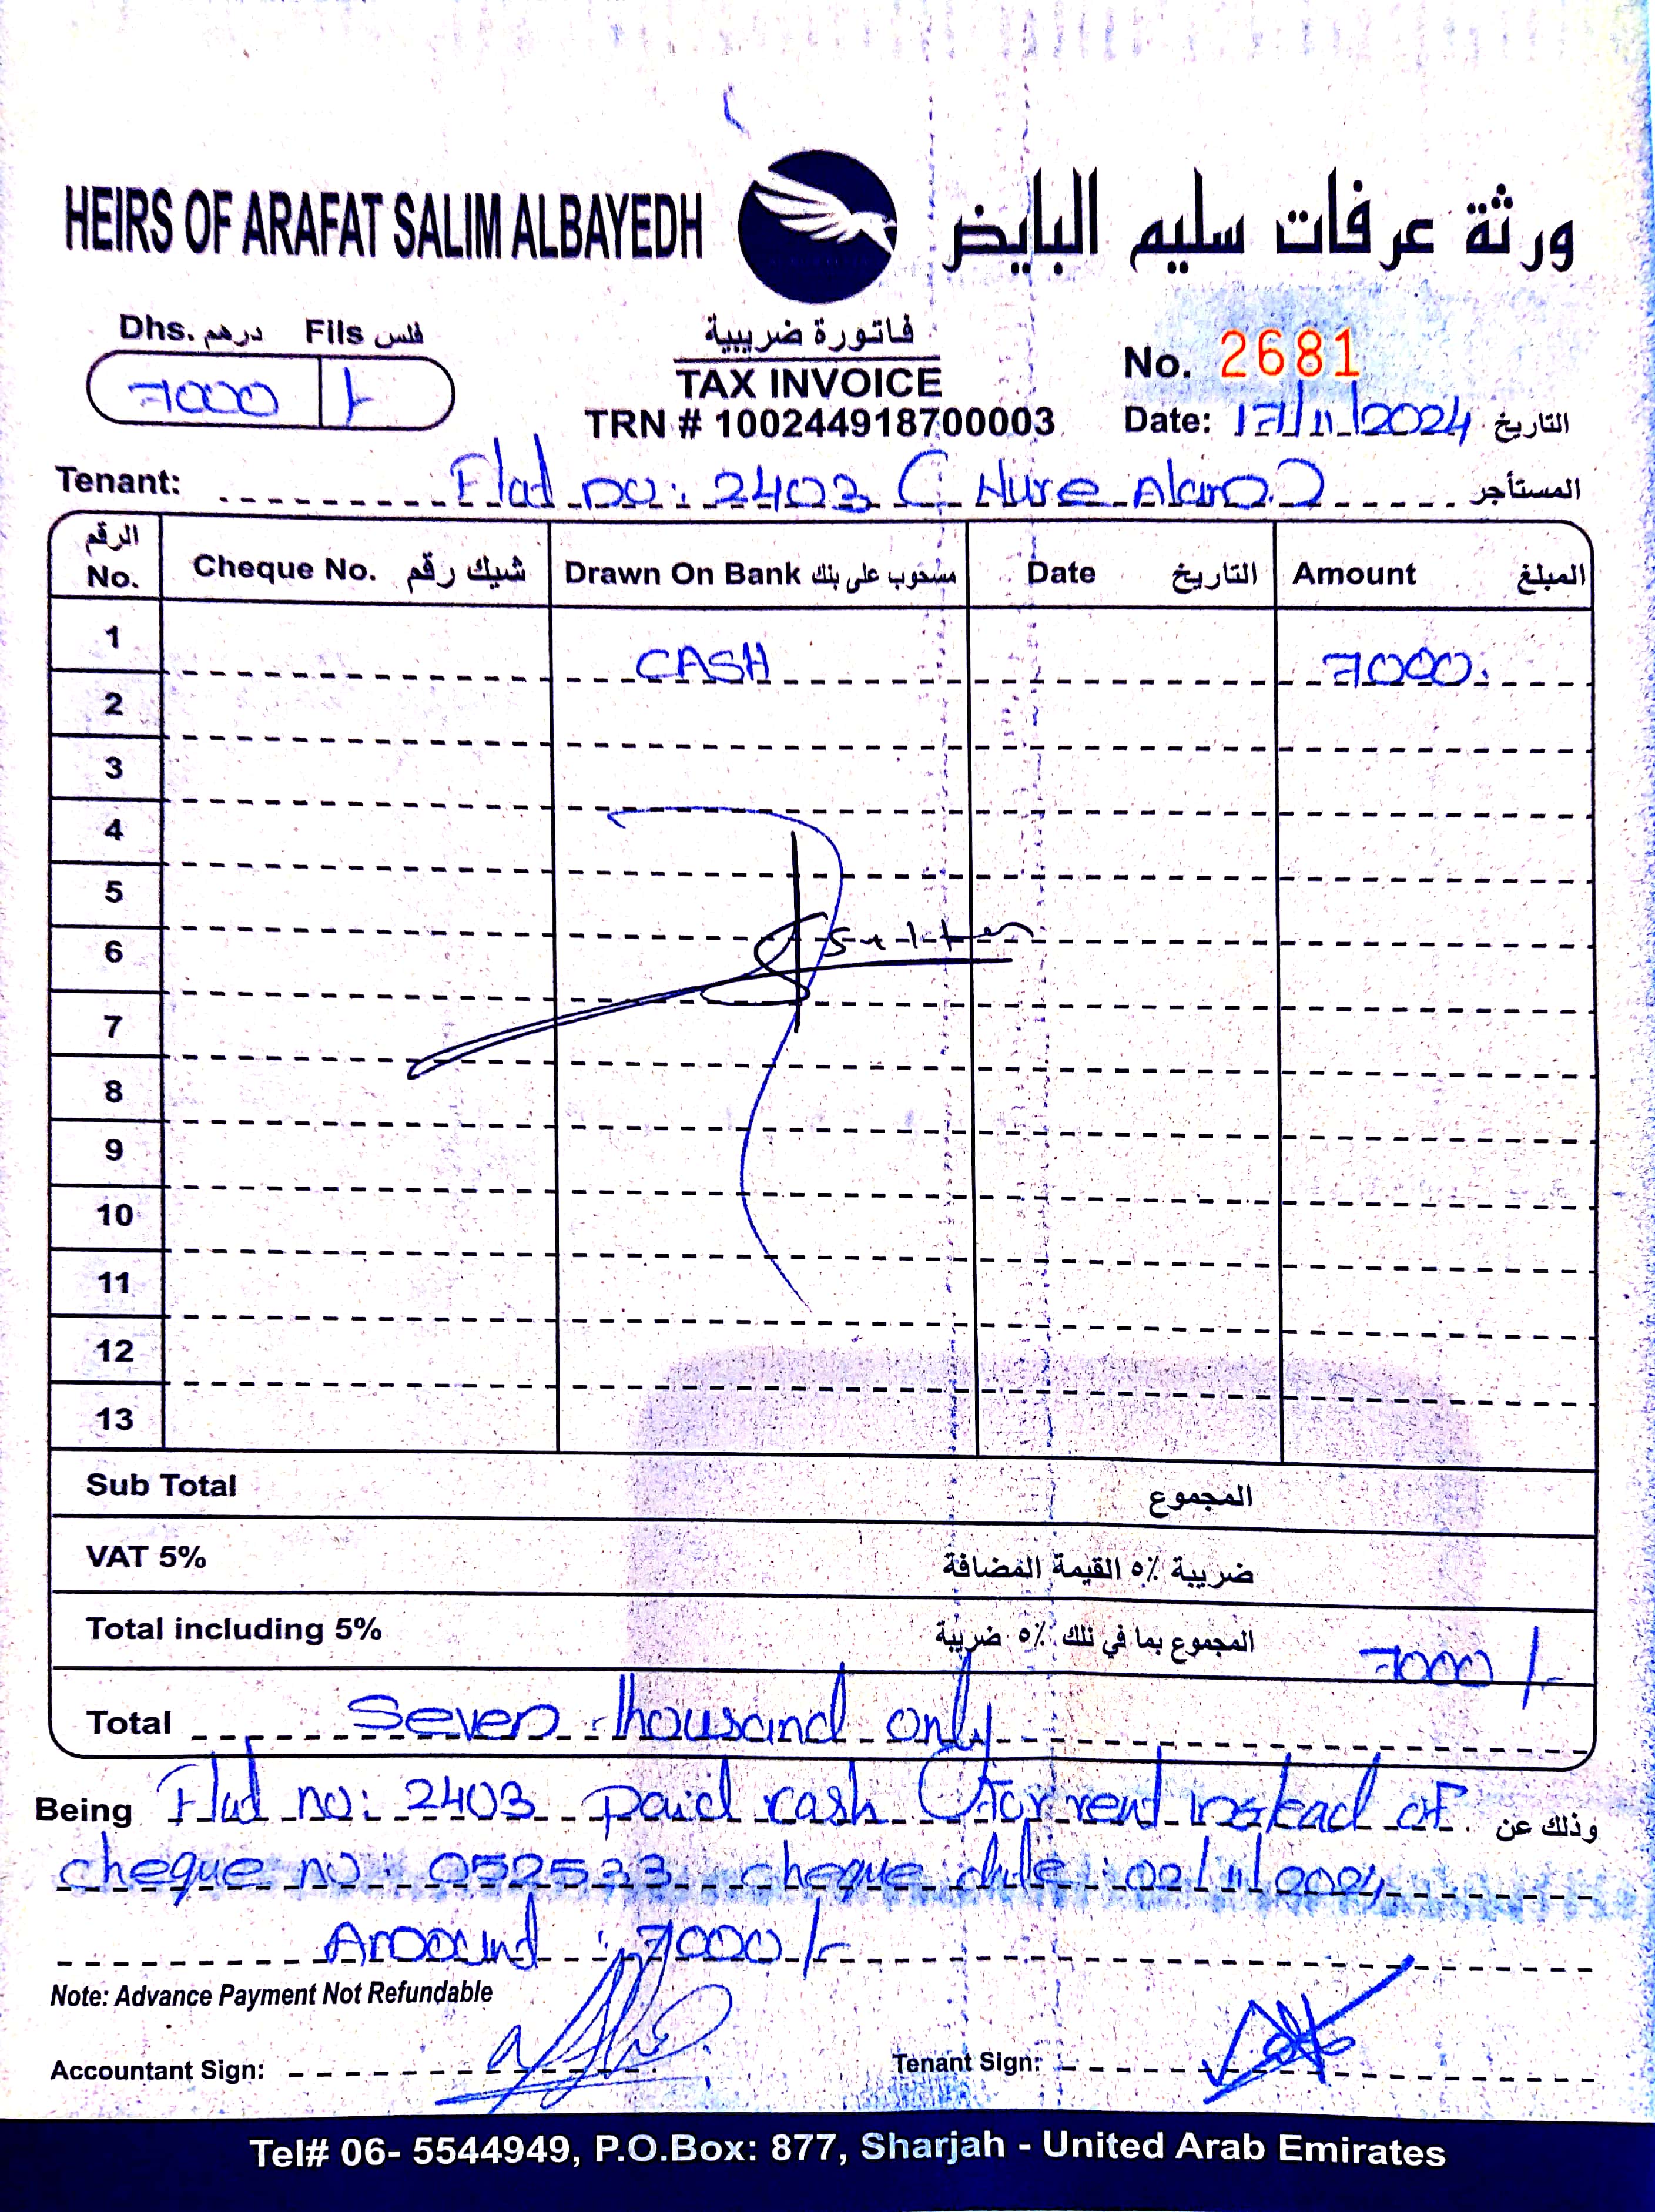 HEIRS OF ARAFAT SALIM ALBAYEDH ورثة عرفات سليم البايض
Dhs. درهم Fils فلس
7000 /-
فاتورة ضريبية
TAX INVOICE
TRN # 100244918700003
No. 2681
Date: 17/11/2024 التاريخ
Tenant: Flat no: 2403 ( Nure Alam ) المستأجر
الرقم No. Cheque No. شيك رقم Drawn On Bank مسحوب على بنك Date التاريخ Amount المبلغ
1 CASH 7000
2
3
4
5
6
7
8
9
10
11
12
13
Sub Total المجموع
VAT 5% ضريبة ٥٪ القيمة المضافة
Total including 5% المجموع بما في ذلك ٥٪ ضريبة 7000/-
Total Seven thousand only
Being Flat no: 2403 paid cash (for rent instead of وذلك عن
cheque no: 052533 cheque date: 02/11/2024
Amount : 7000/-
Note: Advance Payment Not Refundable
Accountant Sign: Tenant Sign:
Tel# 06- 5544949, P.O.Box: 877, Sharjah - United Arab Emirates